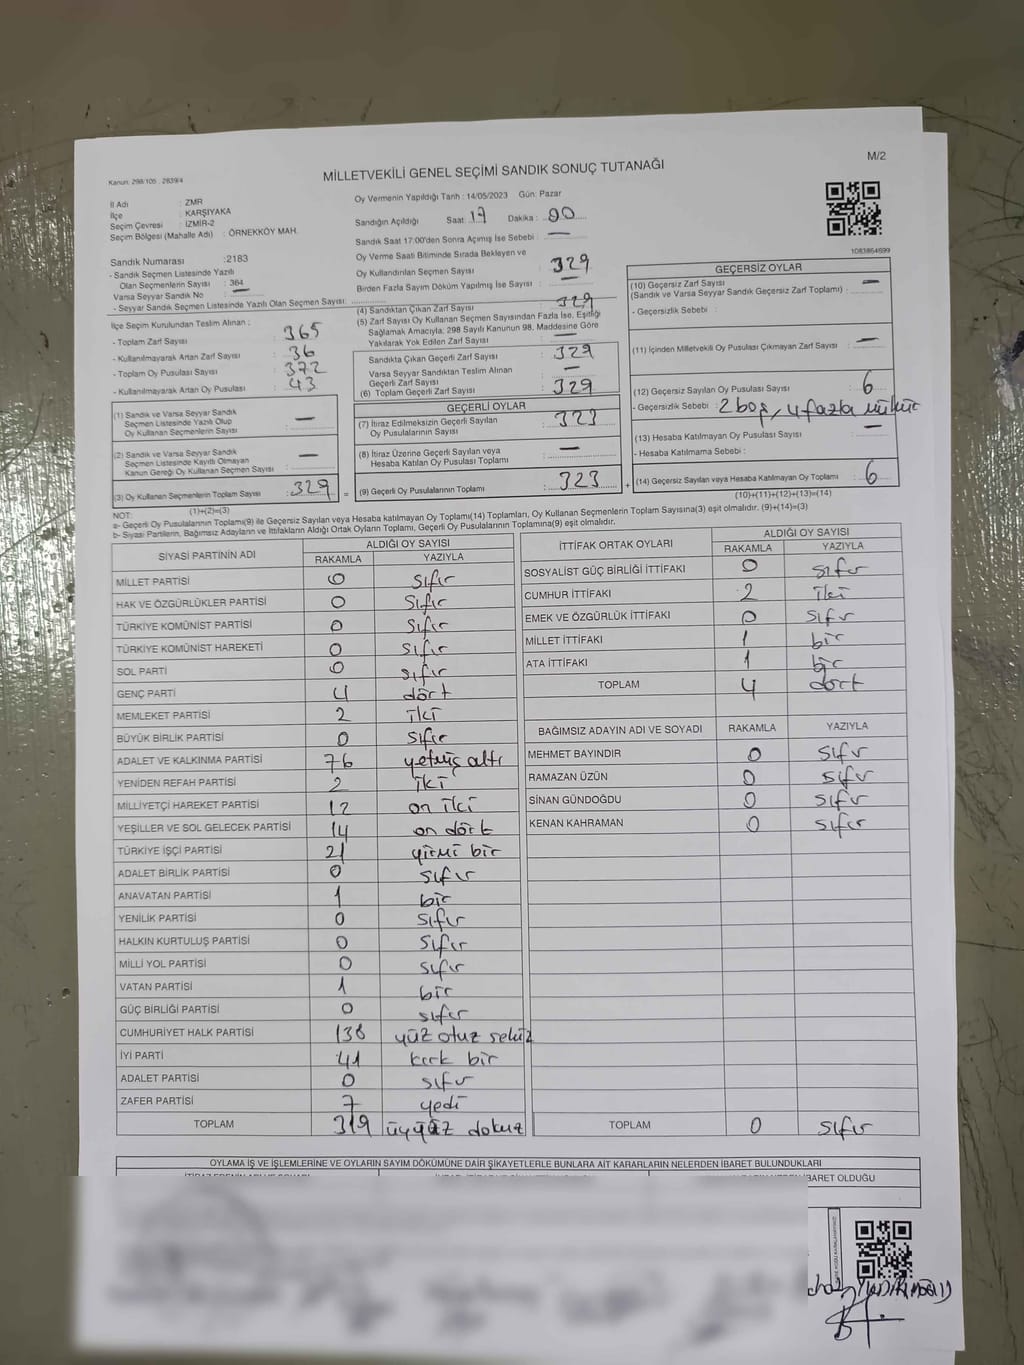 M/2
Kanun: 298/105 , 2839/4
MİLLETVEKİLİ GENEL SEÇİMİ SANDIK SONUÇ TUTANAĞI
İl Adı : ZMR
İlçe : KARŞIYAKA
Seçim Çevresi : İZMİR-2
Seçim Bölgesi (Mahalle Adı) : ÖRNEKKÖY MAH.
Sandık Numarası :2183
- Sandık Seçmen Listesinde Yazılı
Olan Seçmenlerin Sayısı : 364
Varsa Seyyar Sandık No : —
- Seyyar Sandık Seçmen Listesinde Yazılı Olan Seçmen Sayısı:
Oy Vermenin Yapıldığı Tarih : 14/05/2023 Gün: Pazar
Sandığın Açıldığı Saat: 17 Dakika : 00
Sandık Saat 17:00'den Sonra Açımış İse Sebebi : —
Oy Verme Saati Bitiminde Sırada Bekleyen ve
Oy Kullandırılan Seçmen Sayısı : 329
Birden Fazla Sayım Döküm Yapılmış İse Sayısı : —
1083864699
İlçe Seçim Kurulundan Teslim Alınan :
- Toplam Zarf Sayısı : 365
- Kullanılmayarak Artan Zarf Sayısı : 36
- Toplam Oy Pusulası Sayısı : 372
- Kullanılmayarak Artan Oy Pusulası : 43
(1) Sandık ve Varsa Seyyar Sandık
Seçmen Listesinde Yazılı Olup
Oy Kullanan Seçmenlerin Sayısı : —
(2) Sandık ve Varsa Seyyar Sandık
Seçmen Listesinde Kayıtlı Olmayan
Kanun Gereği Oy Kullanan Seçmen Sayısı : —
(3) Oy Kullanan Seçmenlerin Toplam Sayısı : 329 =
(1)+(2)=(3)
(4) Sandıktan Çıkan Zarf Sayısı : 329
(5) Zarf Sayısı Oy Kullanan Seçmen Sayısından Fazla İse, Eşitliği
Sağlamak Amacıyla; 298 Sayılı Kanunun 98. Maddesine Göre
Yakılarak Yok Edilen Zarf Sayısı : —
Sandıkta Çıkan Geçerli Zarf Sayısı : 329
Varsa Seyyar Sandıktan Teslim Alınan
Geçerli Zarf Sayısı : —
(6) Toplam Geçerli Zarf Sayısı : 329
GEÇERLİ OYLAR
(7) İtiraz Edilmeksizin Geçerli Sayılan
Oy Pusulalarının Sayısı : 323
(8) İtiraz Üzerine Geçerli Sayılan veya
Hesaba Katılan Oy Pusulası Toplamı : —
(9) Geçerli Oy Pusulalarının Toplamı : 323 +
GEÇERSİZ OYLAR
(10) Geçersiz Zarf Sayısı : —
(Sandık ve Varsa Seyyar Sandık Geçersiz Zarf Toplamı) :
- Geçersizlik Sebebi :
(11) İçinden Milletvekili Oy Pusulası Çıkmayan Zarf Sayısı : —
(12) Geçersiz Sayılan Oy Pusulası Sayısı : 6
- Geçersizlik Sebebi : 2 boş, 4 fazla mühür
(13) Hesaba Katılmayan Oy Pusulası Sayısı : —
- Hesaba Katılmama Sebebi :
(14) Geçersiz Sayılan veya Hesaba Katılmayan Oy Toplamı : 6
(10)+(11)+(12)+(13)=(14)
NOT:
a- Geçerli Oy Pusulalarının Toplamı(9) ile Geçersiz Sayılan veya Hesaba katılmayan Oy Toplamı(14) Toplamları, Oy Kullanan Seçmenlerin Toplam Sayısına(3) eşit olmalıdır. (9)+(14)=(3)
b- Siyasi Partilerin, Bağımsız Adayların ve İttifakların Aldığı Oyların Toplamı, Geçerli Oy Pusulalarının Toplamına(9) eşit olmalıdır.
SİYASİ PARTİNİN ADI ALDIĞI OY SAYISI
RAKAMLA YAZIYLA
MİLLET PARTİSİ 0 sıfır
HAK VE ÖZGÜRLÜKLER PARTİSİ 0 sıfır
TÜRKİYE KOMÜNİST PARTİSİ 0 sıfır
TÜRKİYE KOMÜNİST HAREKETİ 0 sıfır
SOL PARTİ 0 sıfır
GENÇ PARTİ 4 dört
MEMLEKET PARTİSİ 2 iki
BÜYÜK BİRLİK PARTİSİ 0 sıfır
ADALET VE KALKINMA PARTİSİ 76 yetmiş altı
YENİDEN REFAH PARTİSİ 2 iki
MİLLİYETÇİ HAREKET PARTİSİ 12 on iki
YEŞİLLER VE SOL GELECEK PARTİSİ 14 on dört
TÜRKİYE İŞÇİ PARTİSİ 21 yirmi bir
ADALET BİRLİK PARTİSİ 0 sıfır
ANAVATAN PARTİSİ 1 bir
YENİLİK PARTİSİ 0 sıfır
HALKIN KURTULUŞ PARTİSİ 0 sıfır
MİLLİ YOL PARTİSİ 0 sıfır
VATAN PARTİSİ 1 bir
GÜÇ BİRLİĞİ PARTİSİ 0 sıfır
CUMHURİYET HALK PARTİSİ 138 yüz otuz sekiz
İYİ PARTİ 41 kırk bir
ADALET PARTİSİ 0 sıfır
ZAFER PARTİSİ 7 yedi
TOPLAM 319 üçyüz dokuz
İTTİFAK ORTAK OYLARI ALDIĞI OY SAYISI
RAKAMLA YAZIYLA
SOSYALİST GÜÇ BİRLİĞİ İTTİFAKI 0 sıfır
CUMHUR İTTİFAKI 2 iki
EMEK VE ÖZGÜRLÜK İTTİFAKI 0 sıfır
MİLLET İTTİFAKI 1 bir
ATA İTTİFAKI 1 bir
TOPLAM 4 dört
BAĞIMSIZ ADAYIN ADI VE SOYADI RAKAMLA YAZIYLA
MEHMET BAYINDIR 0 sıfır
RAMAZAN ÜZÜN 0 sıfır
SİNAN GÜNDOĞDU 0 sıfır
KENAN KAHRAMAN 0 sıfır
TOPLAM 0 sıfır
OYLAMA İŞ VE İŞLEMLERİNE VE OYLARIN SAYIM DÖKÜMÜNE DAİR ŞİKAYETLERLE BUNLARA AİT KARARLARIN NELERDEN İBARET BULUNDUKLARI
İBARET OLDUĞU